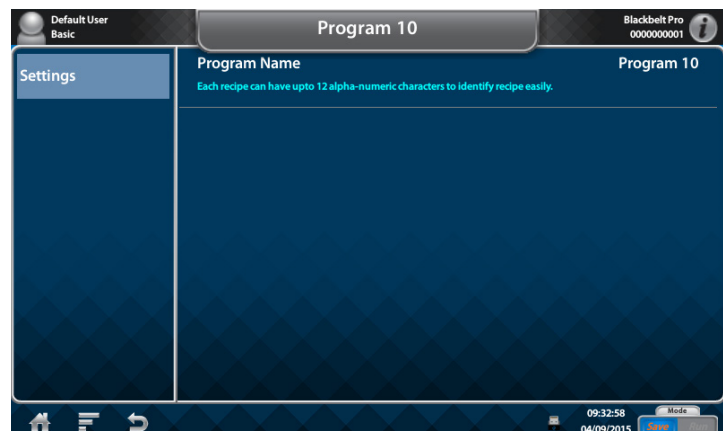 Default User
Basic
Program 10
Blackbelt Pro
0000000001
i
Settings
Program Name
Program 10
Each recipe can have upto 12 alpha-numeric characters to identify recipe easily.
09:32:58
04/09/2015
Mode
Save
Run